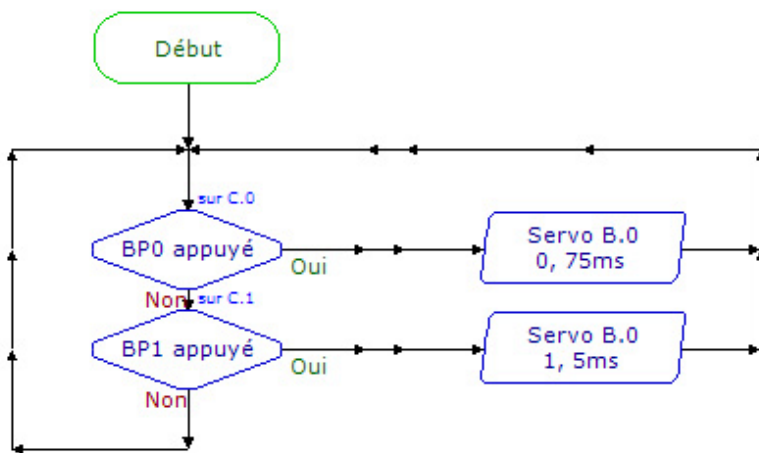 Début
sur C.0
BP0 appuyé
Oui
Servo B.0
0, 75ms
Non
sur C.1
BP1 appuyé
Oui
Servo B.0
1, 5ms
Non